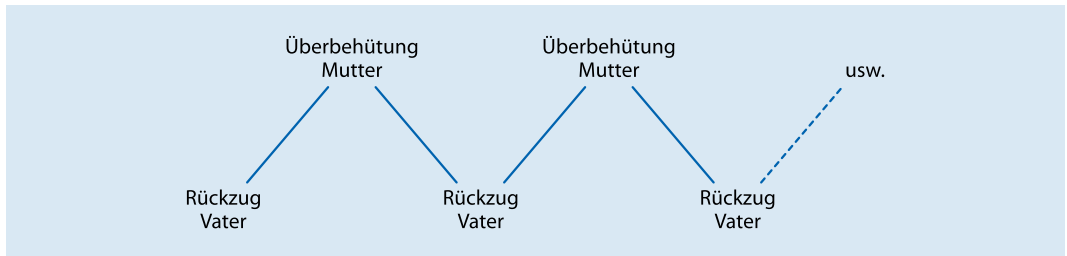 Überbehütung
Mutter
Überbehütung
Mutter
usw.
Rückzug
Vater
Rückzug
Vater
Rückzug
Vater